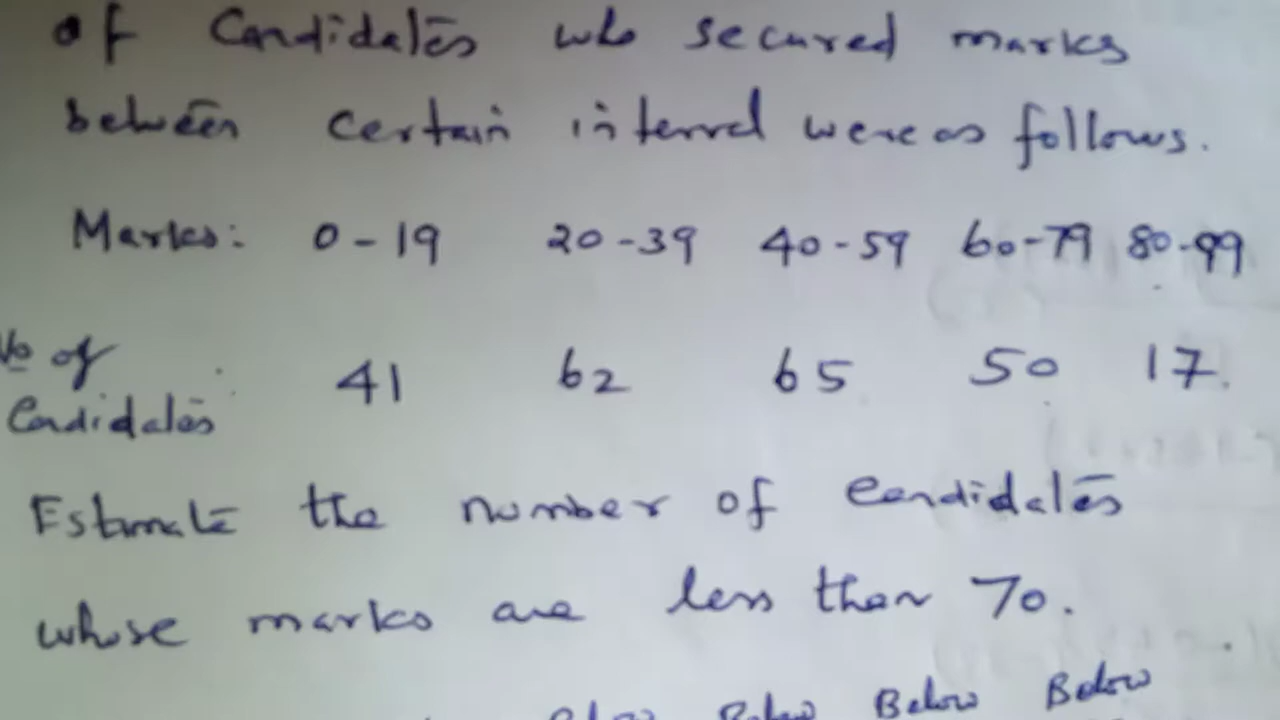 of Candidates who secured marks
between certain interval were as follows.
Marks: 0-19 20-39 40-59 60-79 80-99
No of Candidates 41 62 65 50 17.
Estimate the number of candidates
whose marks are less than 70.
Below Below Below